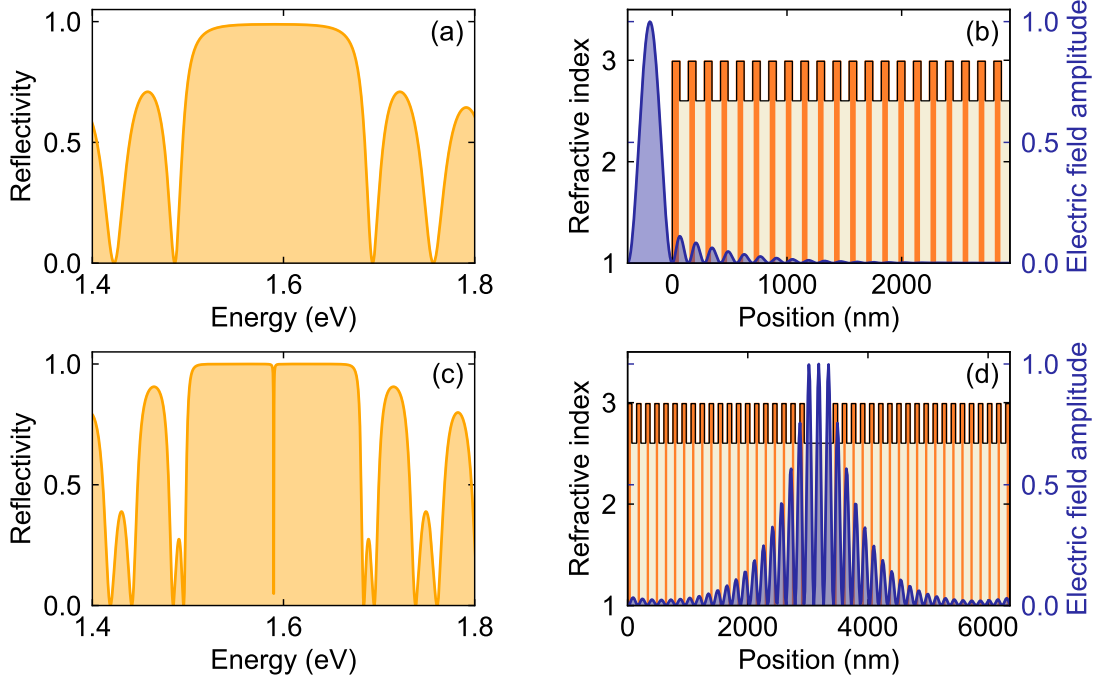 (a)
Reflectivity
1.0
0.5
0.0
1.4
1.6
1.8
Energy (eV)
(b)
Refractive index
3
2
1
0
1000
2000
Position (nm)
1.0
0.5
0.0
Electric field amplitude
(c)
Reflectivity
1.0
0.5
0.0
1.4
1.6
1.8
Energy (eV)
(d)
Refractive index
3
2
1
0
2000
4000
6000
Position (nm)
1.0
0.5
0.0
Electric field amplitude